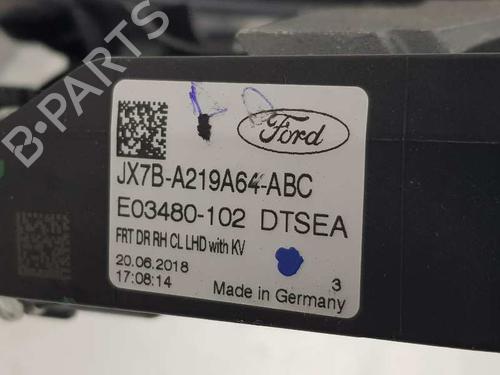 B-PARTS
Ford
JX7B-A219A64-ABC
E03480-102 DTSEA
FRT DR RH CL LHD with KV
20.06.2018
17:08:14
3
Made in Germany